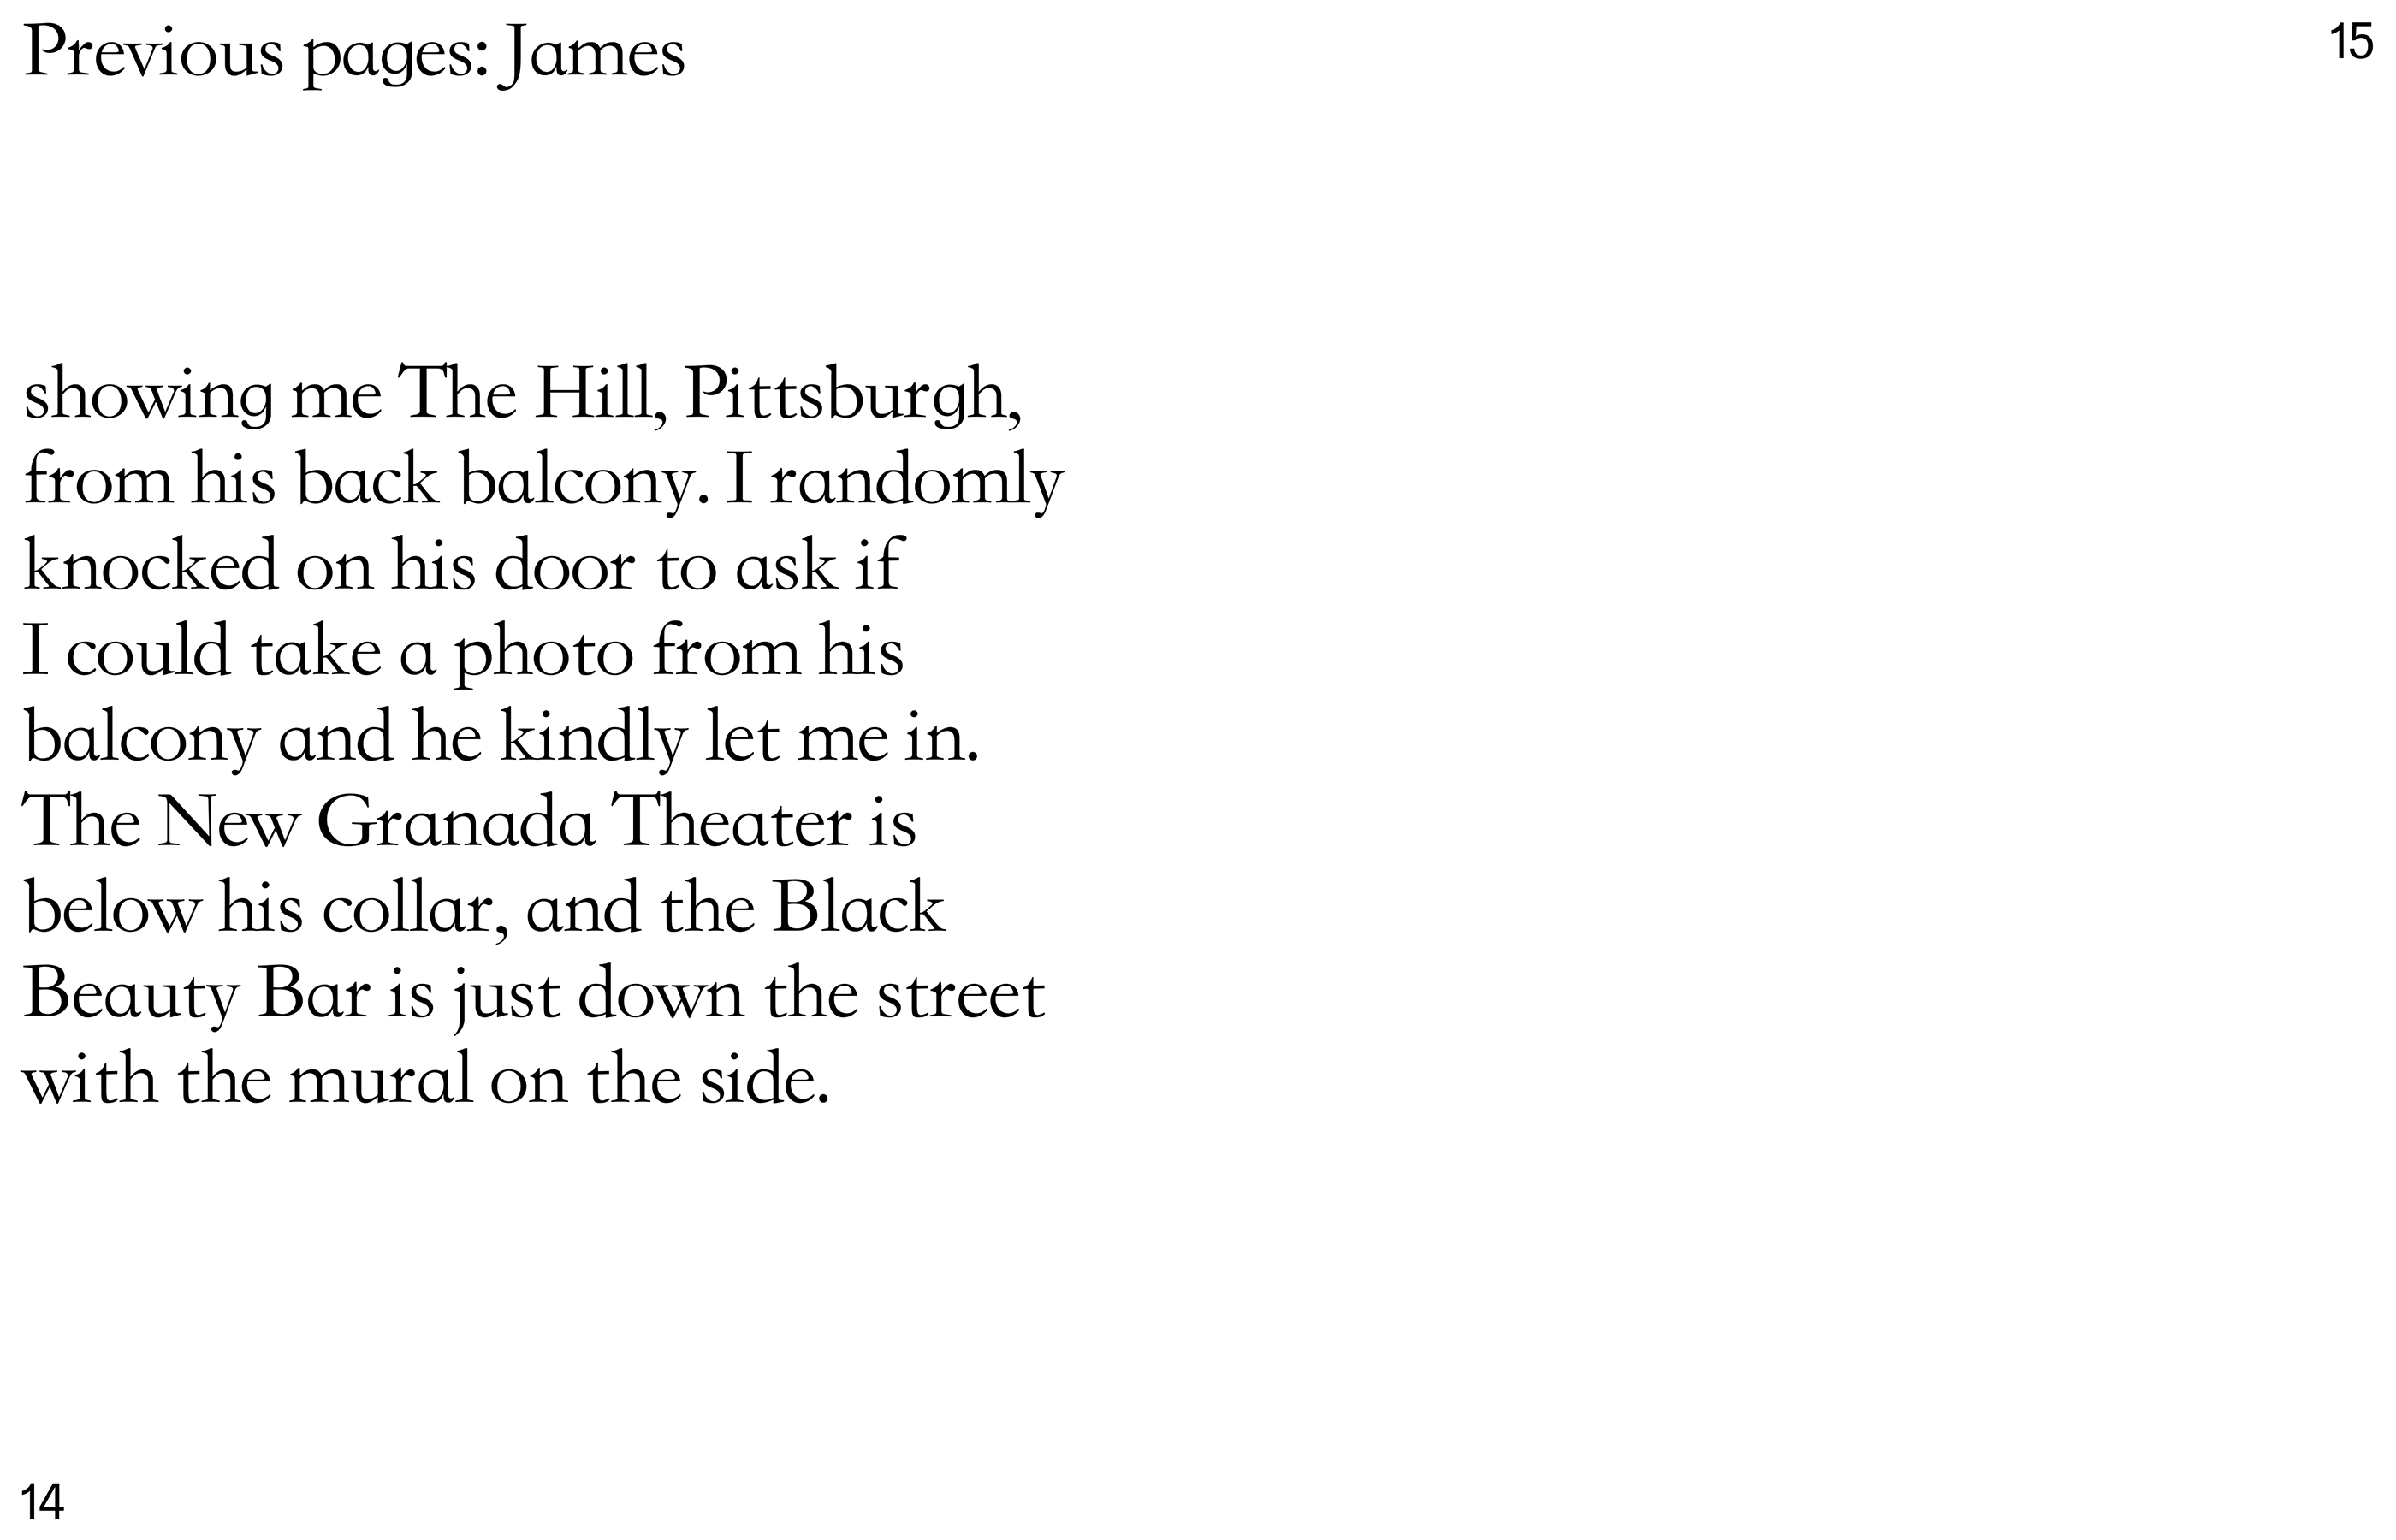 Previous pages: James
15
showing me The Hill, Pittsburgh,
from his back balcony. I randomly
knocked on his door to ask if
I could take a photo from his
balcony and he kindly let me in.
The New Granada Theater is
below his collar, and the Black
Beauty Bar is just down the street
with the mural on the side.
14